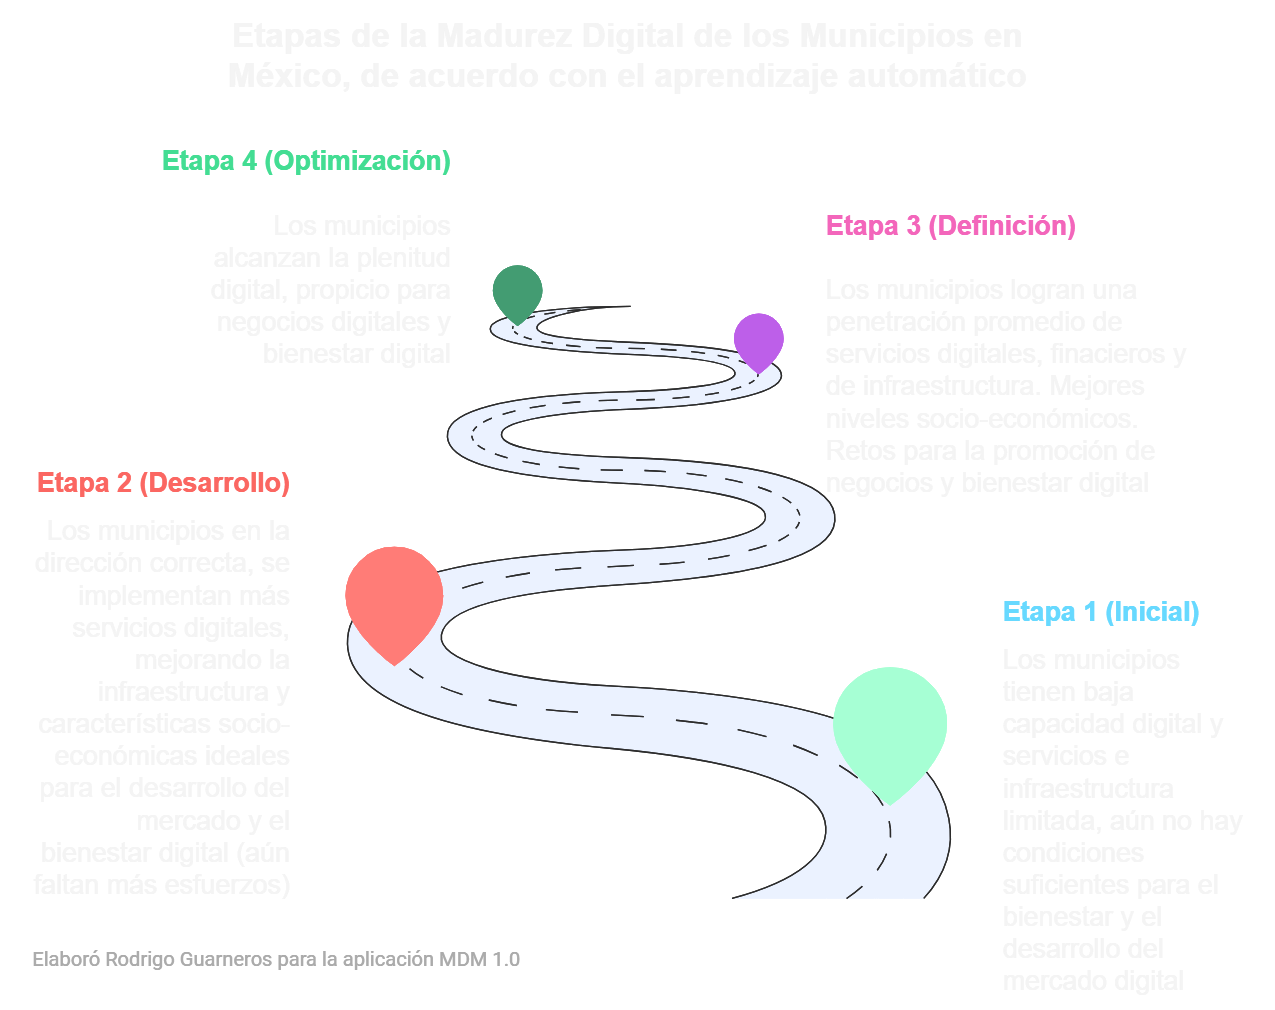 Etapas de la Madurez Digital de los Municipios en
México, de acuerdo con el aprendizaje automático
Etapa 4 (Optimización)
Los municipios
alcanzan la plenitud
digital, propicio para
negocios digitales y
bienestar digital
Etapa 3 (Definición)
Los municipios logran una
penetración promedio de
servicios digitales, finacieros y
de infraestructura. Mejores
niveles socio-económicos.
Retos para la promoción de
negocios y bienestar digital
Etapa 2 (Desarrollo)
Los municipios en la
dirección correcta, se
implementan más
servicios digitales,
mejorando la
infraestructura y
características socio-
económicas ideales
para el desarrollo del
mercado y el
bienestar digital (aún
faltan más esfuerzos)
Etapa 1 (Inicial)
Los municipios
tienen baja
capacidad digital y
servicios e
infraestructura
limitada, aún no hay
condiciones
suficientes para el
bienestar y el
desarrollo del
mercado digital
Elaboró Rodrigo Guarneros para la aplicación MDM 1.0